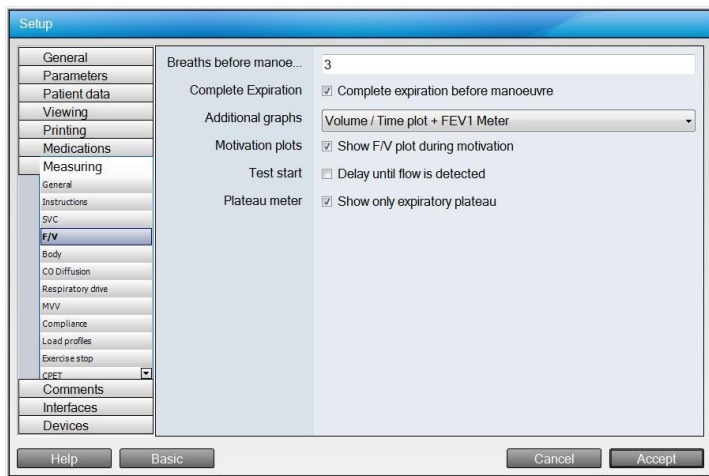 Setup
General
Parameters
Patient data
Viewing
Printing
Medications
Measuring
General
Instructions
SVC
F/V
Body
CO Diffusion
Respiratory drive
MVV
Compliance
Load profiles
Exercise stop
CPET
Comments
Interfaces
Devices
Breaths before manoe... 3
Complete Expiration Complete expiration before manoeuvre
Additional graphs Volume / Time plot + FEV1 Meter
Motivation plots Show F/V plot during motivation
Test start Delay until flow is detected
Plateau meter Show only expiratory plateau
Help Basic Cancel Accept